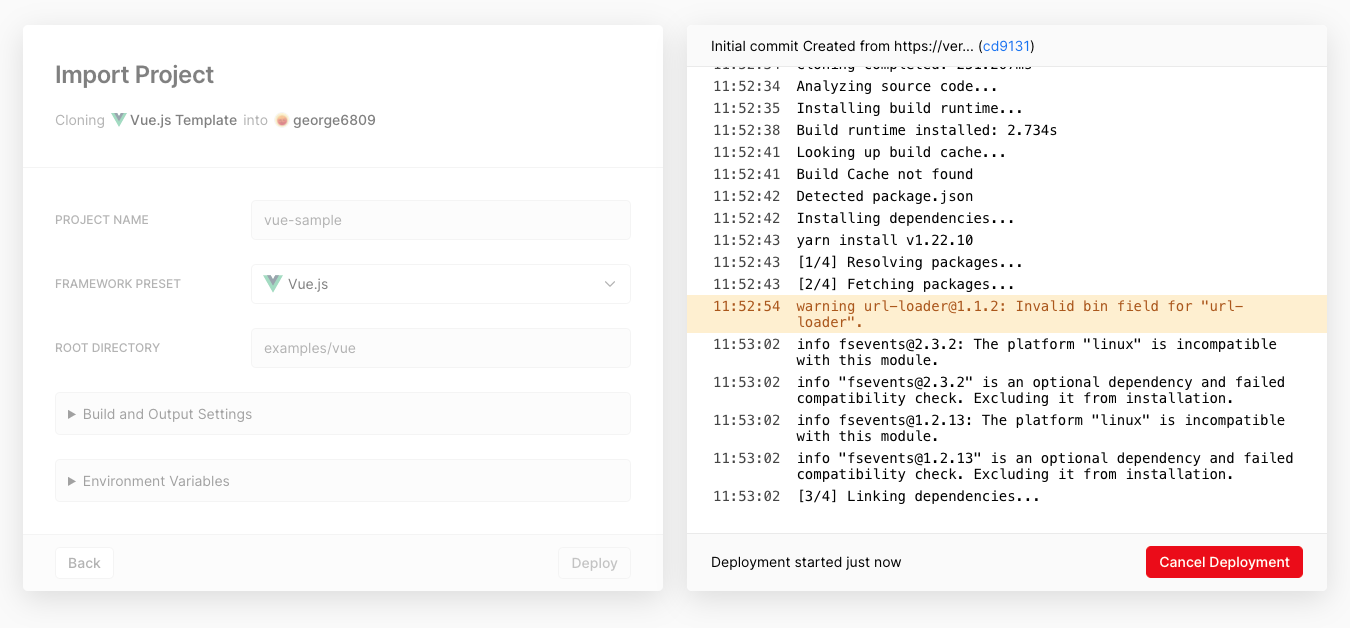 Import Project
Cloning Vue.js Template into george6809
PROJECT NAME
vue-sample
FRAMEWORK PRESET
Vue.js
ROOT DIRECTORY
examples/vue
Build and Output Settings
Environment Variables
Back
Deploy
Initial commit Created from https://ver... (cd9131)
11:52:34 Analyzing source code...
11:52:35 Installing build runtime...
11:52:38 Build runtime installed: 2.734s
11:52:41 Looking up build cache...
11:52:41 Build Cache not found
11:52:42 Detected package.json
11:52:42 Installing dependencies...
11:52:43 yarn install v1.22.10
11:52:43 [1/4] Resolving packages...
11:52:43 [2/4] Fetching packages...
11:52:54 warning url-loader@1.1.2: Invalid bin field for "url-
loader".
11:53:02 info fsevents@2.3.2: The platform "linux" is incompatible
with this module.
11:53:02 info "fsevents@2.3.2" is an optional dependency and failed
compatibility check. Excluding it from installation.
11:53:02 info fsevents@1.2.13: The platform "linux" is incompatible
with this module.
11:53:02 info "fsevents@1.2.13" is an optional dependency and failed
compatibility check. Excluding it from installation.
11:53:02 [3/4] Linking dependencies...
Deployment started just now
Cancel Deployment